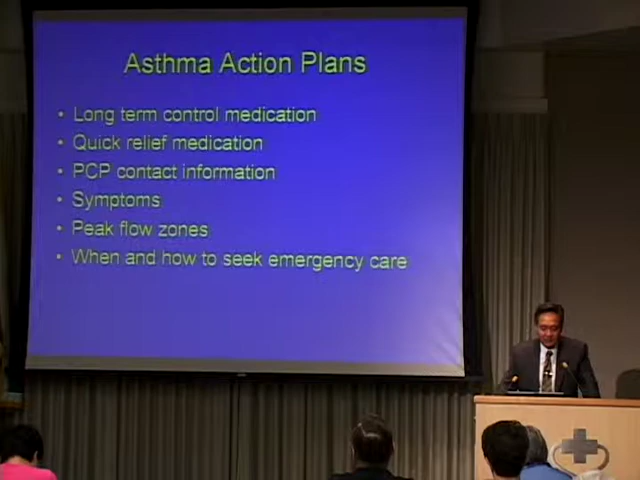 Asthma Action Plans
• Long term control medication
• Quick relief medication
• PCP contact information
• Symptoms
• Peak flow zones
• When and how to seek emergency care